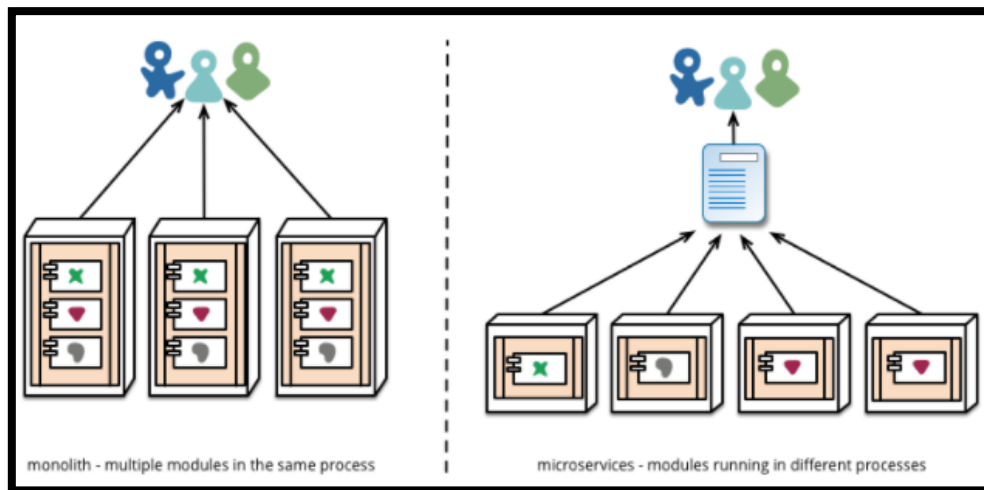 monolith - multiple modules in the same process
microservices - modules running in different processes